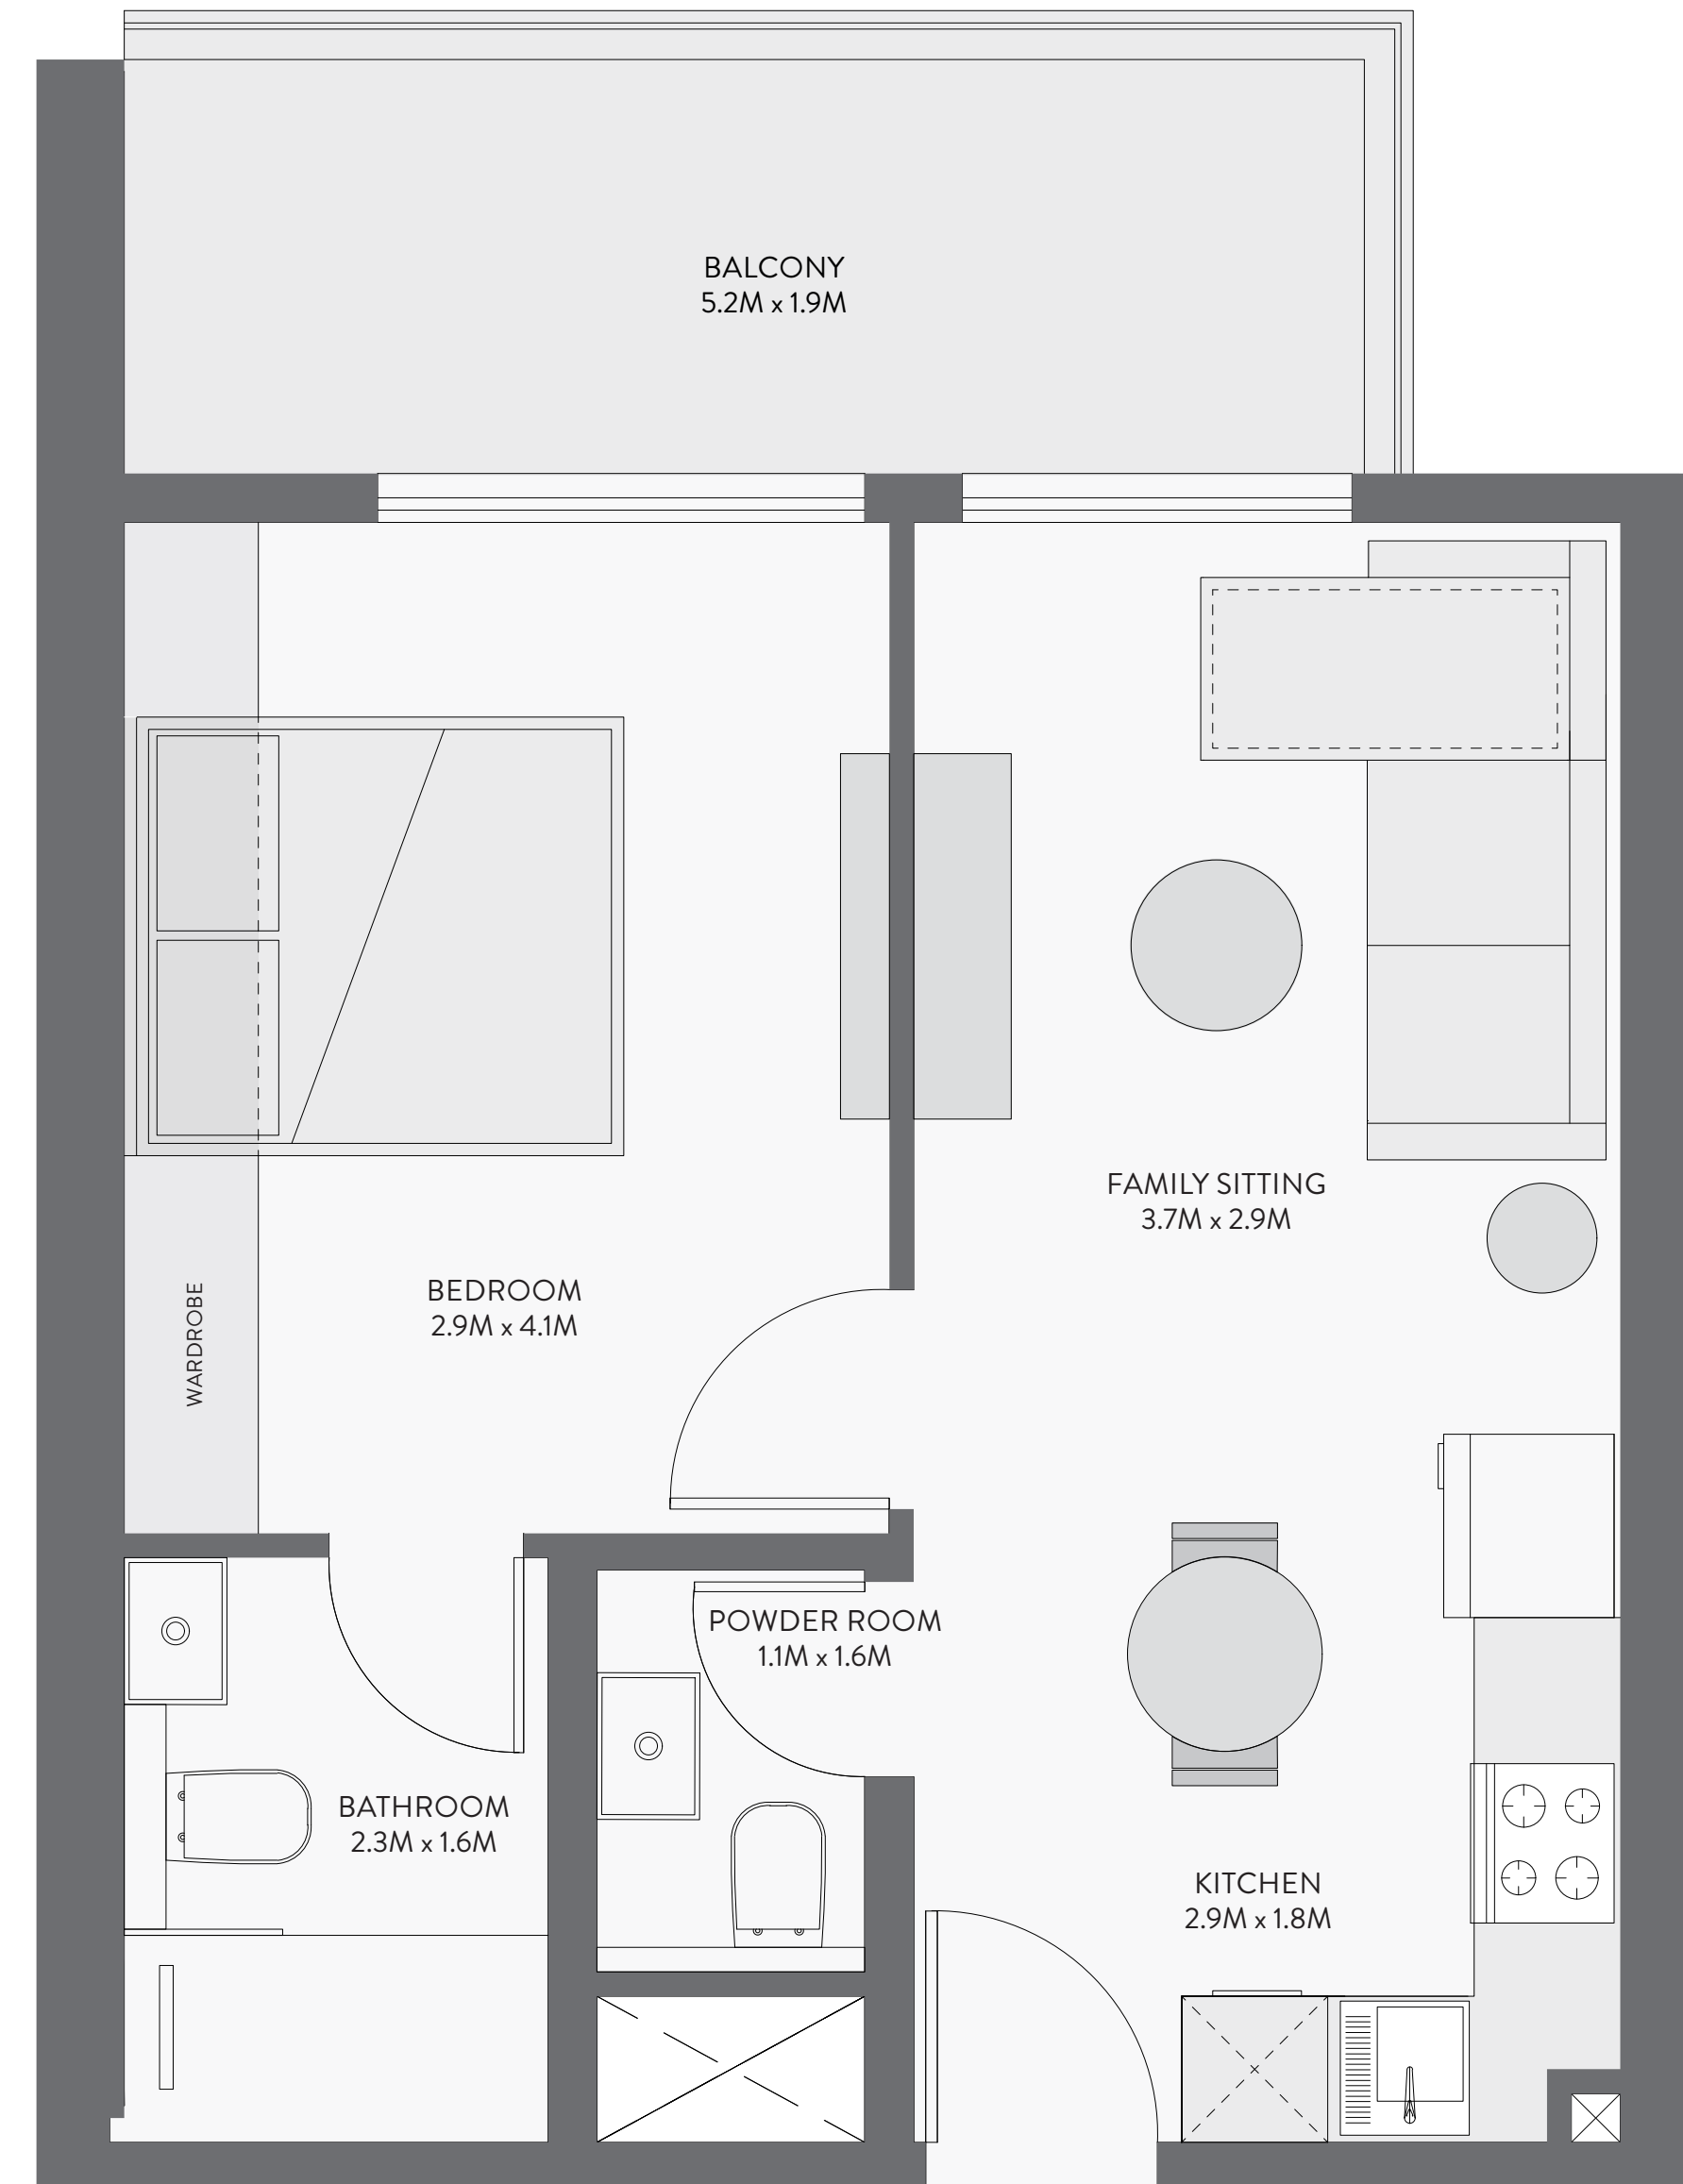 BALCONY
5.2M x 1.9M
FAMILY SITTING
3.7M x 2.9M
BEDROOM
2.9M x 4.1M
WARDROBE
POWDER ROOM
1.1M x 1.6M
BATHROOM
2.3M x 1.6M
KITCHEN
2.9M x 1.8M